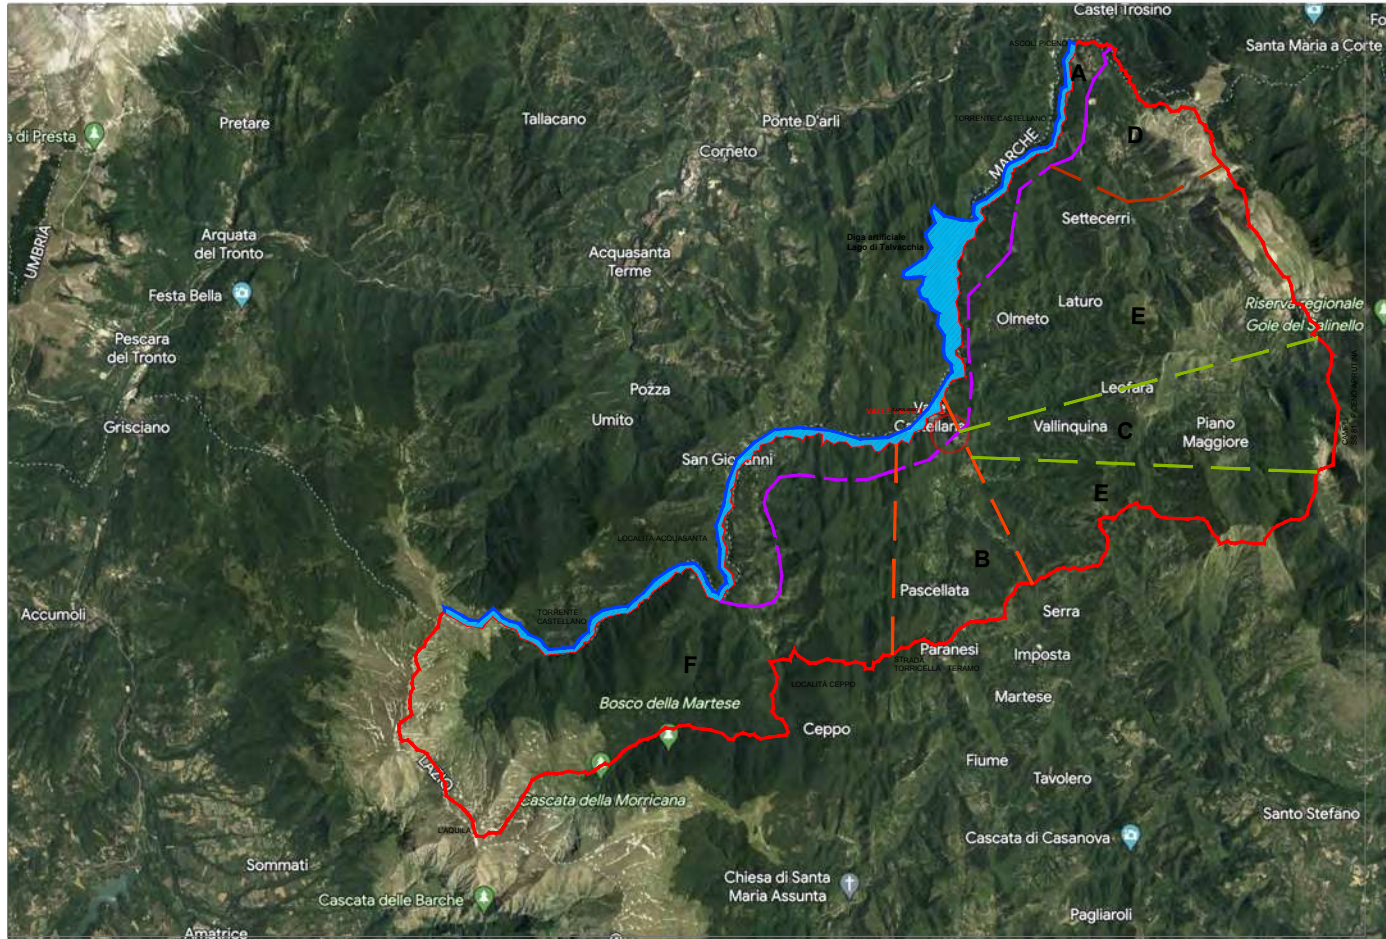 Castel Trosino
Fo
Santa Maria a Corte
ASCOLI PICENO
A
Pretare
Tallacano
Ponte D'arli
TORRENTE CASTELLANO
a di Presta
D
Corneto
MARCHE
Settecerri
UMBRIA
Arquata
del Tronto
Diga artificiale
Lago di Talvacchia
Acquasanta
Terme
Festa Bella
Laturo
Olmeto
E
Riserva regionale
Gole del Salinello
Pescara
del Tronto
Pozza
Leofara
Umito
Valle
Castellana
Vallinquina
C
Piano
Maggiore
Grisciano
San Giovanni
E
LOCALITÀ ACQUASANTA
B
Pascellata
Accumoli
TORRENTE
CASTELLANO
Serra
Paranesi
Imposta
STRADA
TORRICELLA TERAMO
F
LOCALITÀ CEPPO
Martese
Bosco della Martese
Ceppo
LAZIO
Fiume
Tavolero
Cascata della Morricana
Santo Stefano
L'AQUILA
Cascata di Casanova
Sommati
Chiesa di Santa
Maria Assunta
Cascata delle Barche
Pagliaroli
Amatrice